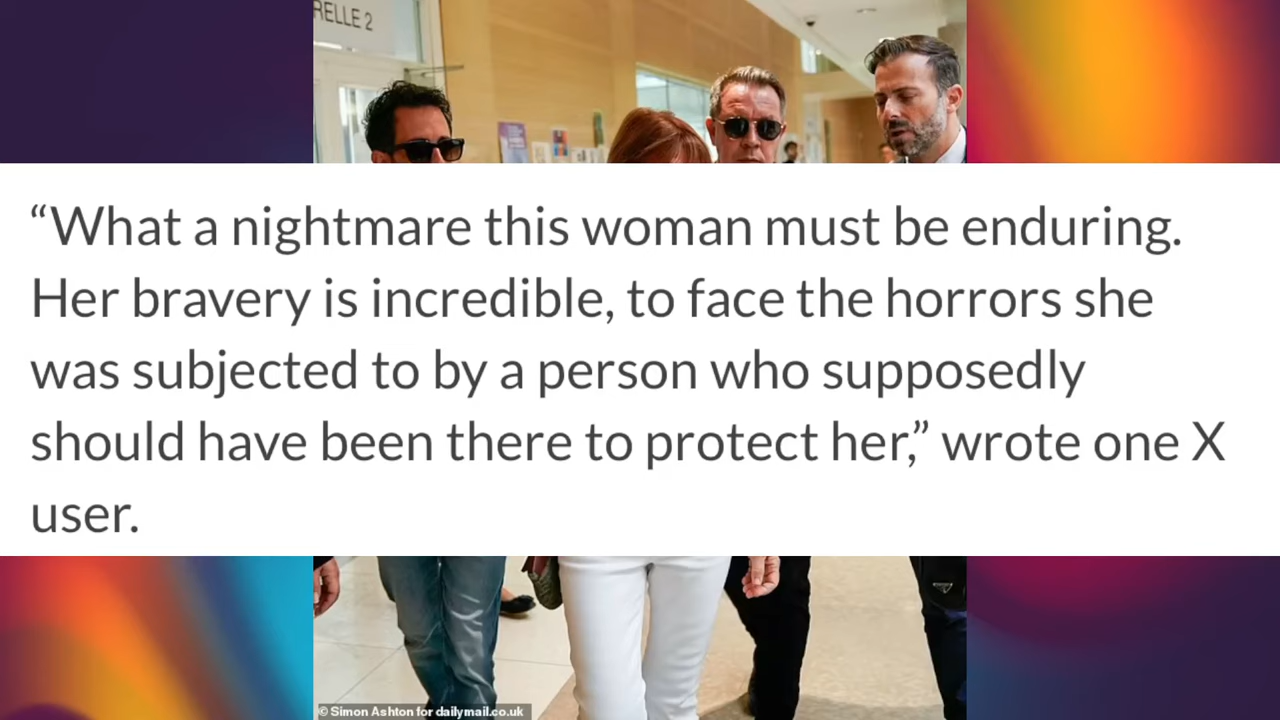 RELLE 2
“What a nightmare this woman must be enduring.
Her bravery is incredible, to face the horrors she
was subjected to by a person who supposedly
should have been there to protect her,” wrote one X
user.
© Simon Ashton for dailymail.co.uk